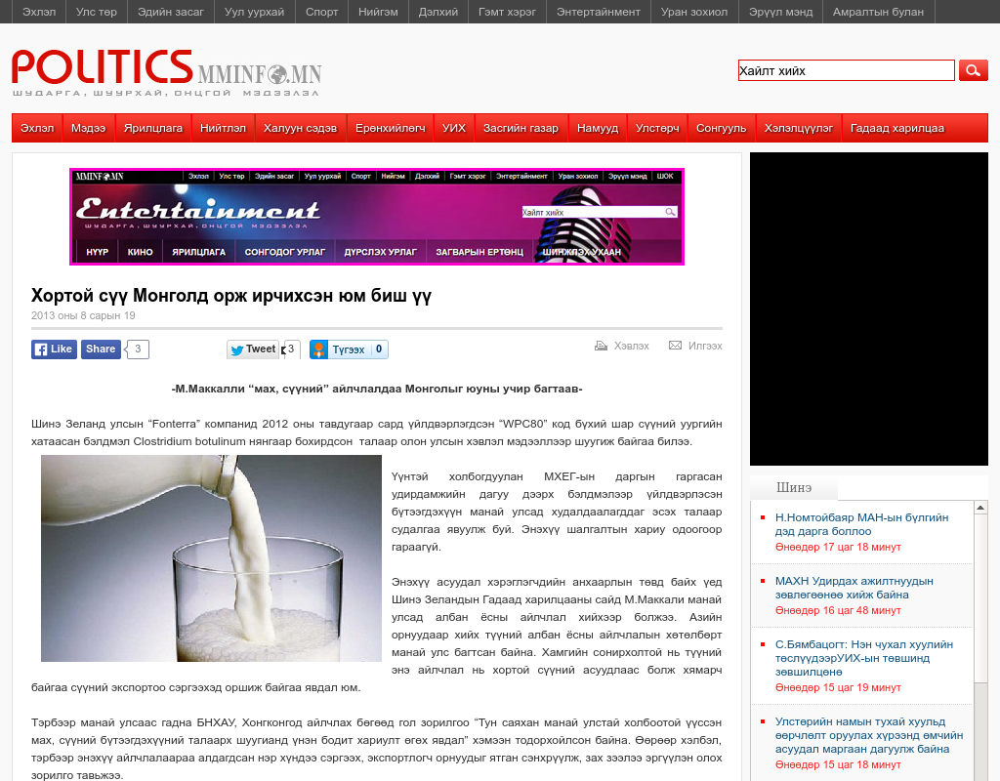 Эхлэл Улс төр Эдийн засаг Уул уурхай Спорт Нийгэм Дэлхий Гэмт хэрэг Энтертайнмент Уран зохиол Эрүүл мэнд Амралтын булан
POLITICS MMINFO.MN
ШУДАРГА, ШУУРХАЙ, ОНЦГОЙ МЭДЭЭЛЭЛ
Хайлт хийх
Эхлэл Мэдээ Ярилцлага Нийтлэл Халуун сэдэв Ерөнхийлөгч УИХ Засгийн газар Намууд Улстөрч Сонгууль Хэлэлцүүлэг Гадаад харилцаа
MMINFO.MN Эхлэл Улс төр Эдийн засаг Уул уурхай Спорт Нийгэм Дэлхий Гэмт хэрэг Энтертайнмент Уран зохиол Эрүүл мэнд ШОК
Entertainment
ШУДАРГА, ШУУРХАЙ, ОНЦГОЙ МЭДЭЭЛЭЛ
Хайлт хийх
НҮҮР КИНО ЯРИЛЦЛАГА СОНГОДОГ УРЛАГ ДҮРСЛЭХ УРЛАГ ЗАГВАРЫН ЕРТӨНЦ ШИНЖЛЭХ УХААН
Хортой сүү Монголд орж ирчихсэн юм биш үү
2013 оны 8 сарын 19
Like Share 3 Tweet 3 Түгээх 0 Хэвлэх Илгээх
-М.Маккалли “мах, сүүний” айлчлалдаа Монголыг юуны учир багтаав-
Шинэ Зеланд улсын “Fonterra” компанид 2012 оны тавдугаар сард үйлдвэрлэгдсэн “WPC80” код бүхий шар сүүний уургийн
хатаасан бэлдмэл Clostridium botulinum нянгаар бохирдсон талаар олон улсын хэвлэл мэдээллээр шуугиж байгаа билээ.
Үүнтэй холбогдуулан МХЕГ-ын даргын гаргасан
удирдамжийн дагуу дээрх бэлдмэлээр үйлдвэрлэсэн
бүтээгдэхүүн манай улсад худалдаалагддаг эсэх талаар
судалгаа явуулж буй. Энэхүү шалгалтын хариу одоогоор
гараагүй.
Энэхүү асуудал хэрэглэгчдийн анхаарлын төвд байх үед
Шинэ Зеландын Гадаад харилцааны сайд М.Маккали манай
улсад албан ёсны айлчлал хийхээр болжээ. Азийн
орнуудаар хийх түүний албан ёсны айлчлалын хөтөлбөрт
манай улс багтсан байна. Хамгийн сонирхолтой нь түүний
энэ айлчлал нь хортой сүүний асуудлаас болж хямарч
байгаа сүүний экспортоо сэргээхэд оршиж байгаа явдал юм.
Тэрбээр манай улсаас гадна БНХАУ, Хонгконгод айлчлах бөгөөд гол зорилгоо “Тун саяхан манай улстай холбоотой үүссэн
мах, сүүний бүтээгдэхүүний талаарх шуугианд үнэн бодит хариулт өгөх явдал” хэмээн тодорхойлсон байна. Өөрөөр хэлбэл,
тэрбээр энэхүү айлчлалаараа алдагдсан нэр хүндээ сэргээх, экспортлогч орнуудыг ятган сэнхрүүлж, зах зээлээ эргүүлэн олох
зорилго тавьжээ.
Шинэ
Н.Номтойбаяр МАН-ын бүлгийн
дэд дарга боллоо
Өнөөдөр 17 цаг 18 минут
МАХН Удирдах ажилтнуудын
зөвлөгөөнөө хийж байна
Өнөөдөр 16 цаг 48 минут
С.Бямбацогт: Нэн чухал хуулийн
төслүүдээрУИХ-ын төвшинд
зөвшилцөнө
Өнөөдөр 15 цаг 19 минут
Улстөрийн намын тухай хуульд
өөрчлөлт оруулах хүрээнд өмчийн
асуудал маргаан дагуулж байна
Өнөөдөр 15 цаг 18 минут